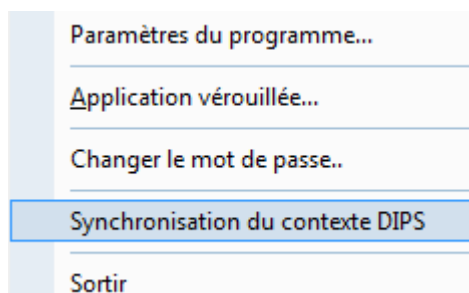 Paramètres du programme...
Application vérouillée...
Changer le mot de passe..
Synchronisation du contexte DIPS
Sortir